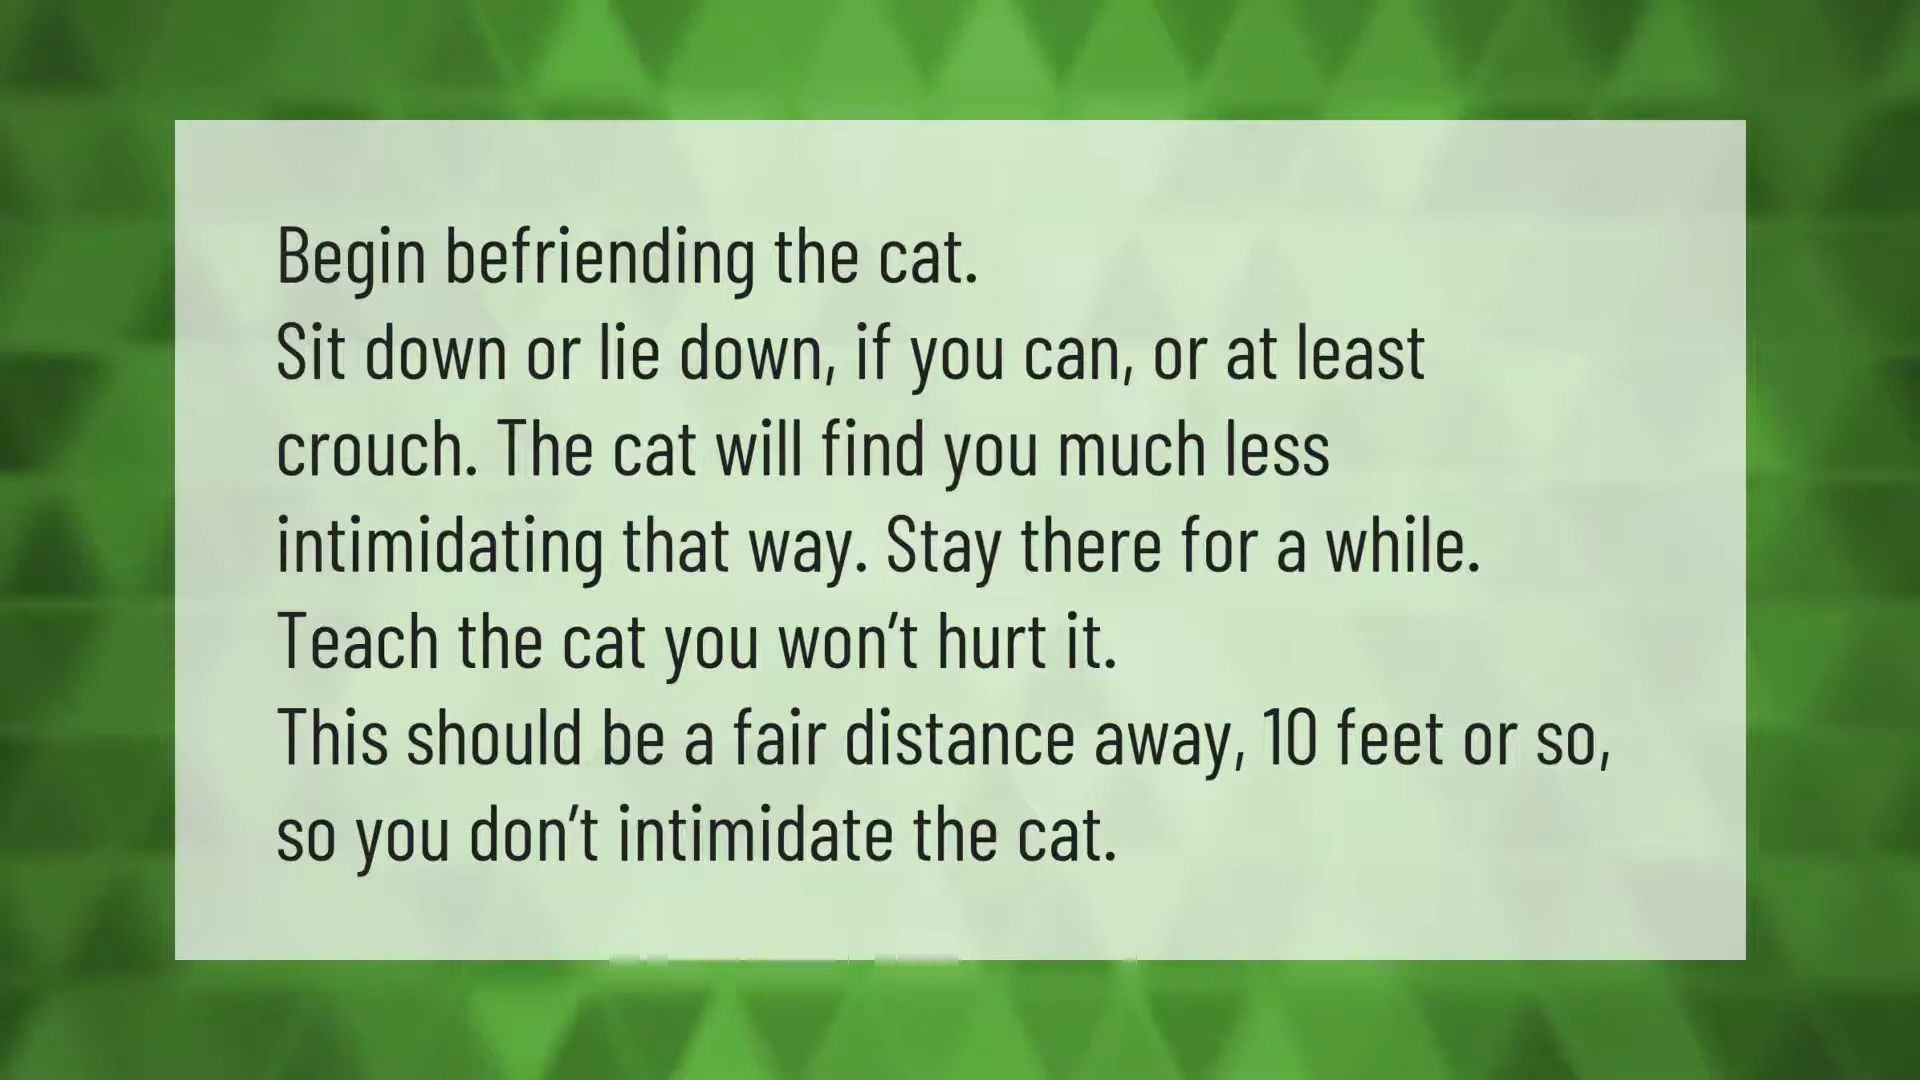 Begin befriending the cat.
Sit down or lie down, if you can, or at least
crouch. The cat will find you much less
intimidating that way. Stay there for a while.
Teach the cat you won’t hurt it.
This should be a fair distance away, 10 feet or so,
so you don’t intimidate the cat.